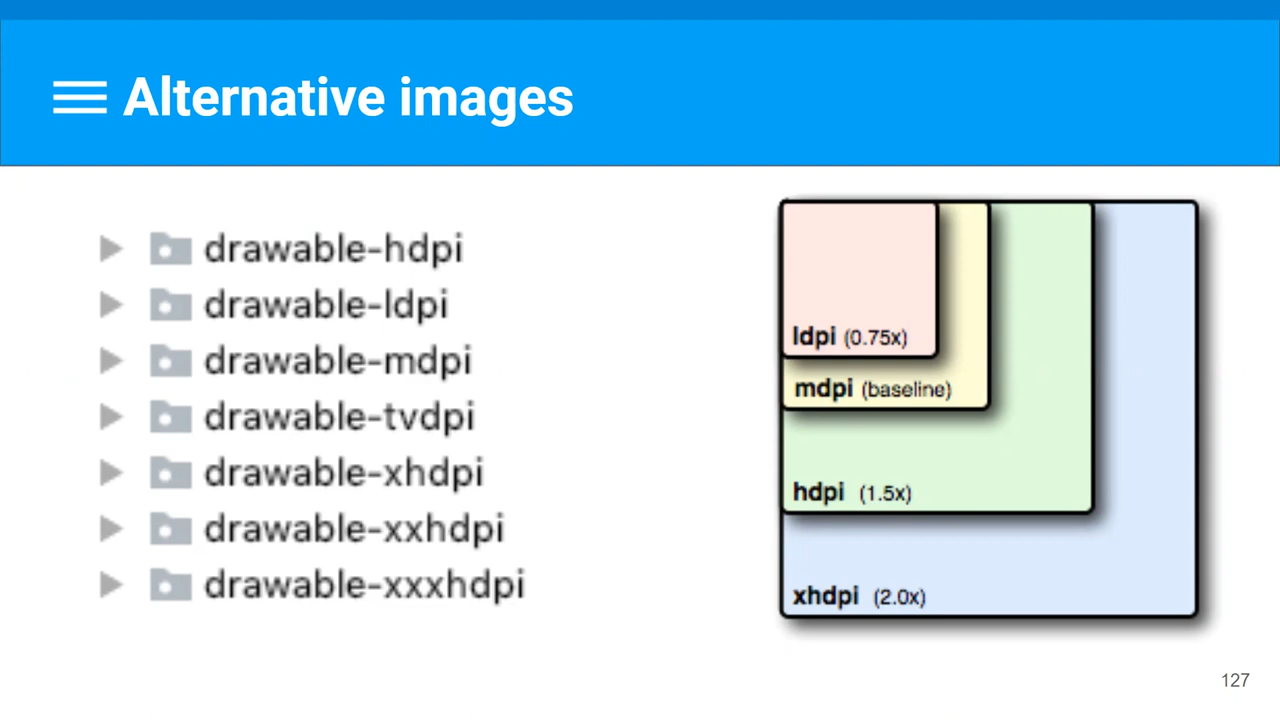 Alternative images
drawable-hdpi
drawable-ldpi
drawable-mdpi
drawable-tvdpi
drawable-xhdpi
drawable-xxhdpi
drawable-xxxhdpi
ldpi (0.75x)
mdpi (baseline)
hdpi (1.5x)
xhdpi (2.0x)
127